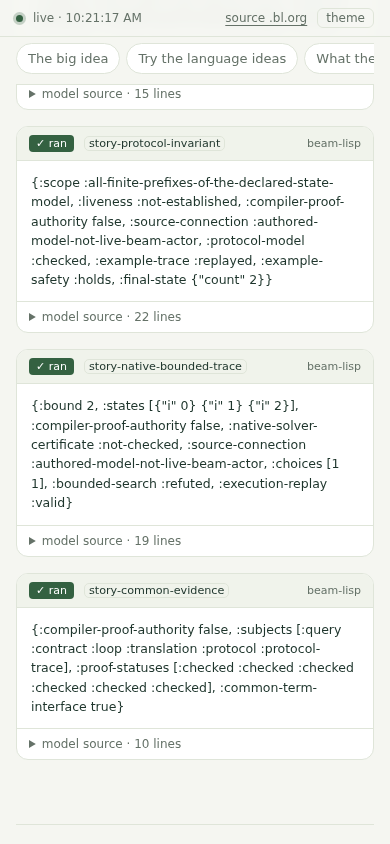 live · 10:21:17 AM
source .bl.org
theme
The big idea
Try the language ideas
What the
▶ model source · 15 lines
✓ ran
story-protocol-invariant
beam-lisp
{:scope :all-finite-prefixes-of-the-declared-state-
model, :liveness :not-established, :compiler-proof-
authority false, :source-connection :authored-
model-not-live-beam-actor, :protocol-model
:checked, :example-trace :replayed, :example-
safety :holds, :final-state {"count" 2}}
▶ model source · 22 lines
✓ ran
story-native-bounded-trace
beam-lisp
{:bound 2, :states [{"i" 0} {"i" 1} {"i" 2}],
:compiler-proof-authority false, :native-solver-
certificate :not-checked, :source-connection
:authored-model-not-live-beam-actor, :choices [1
1], :bounded-search :refuted, :execution-replay
:valid}
▶ model source · 19 lines
✓ ran
story-common-evidence
beam-lisp
{:compiler-proof-authority false, :subjects [:query
:contract :loop :translation :protocol :protocol-
trace], :proof-statuses [:checked :checked :checked
:checked :checked :checked], :common-term-
interface true}
▶ model source · 10 lines